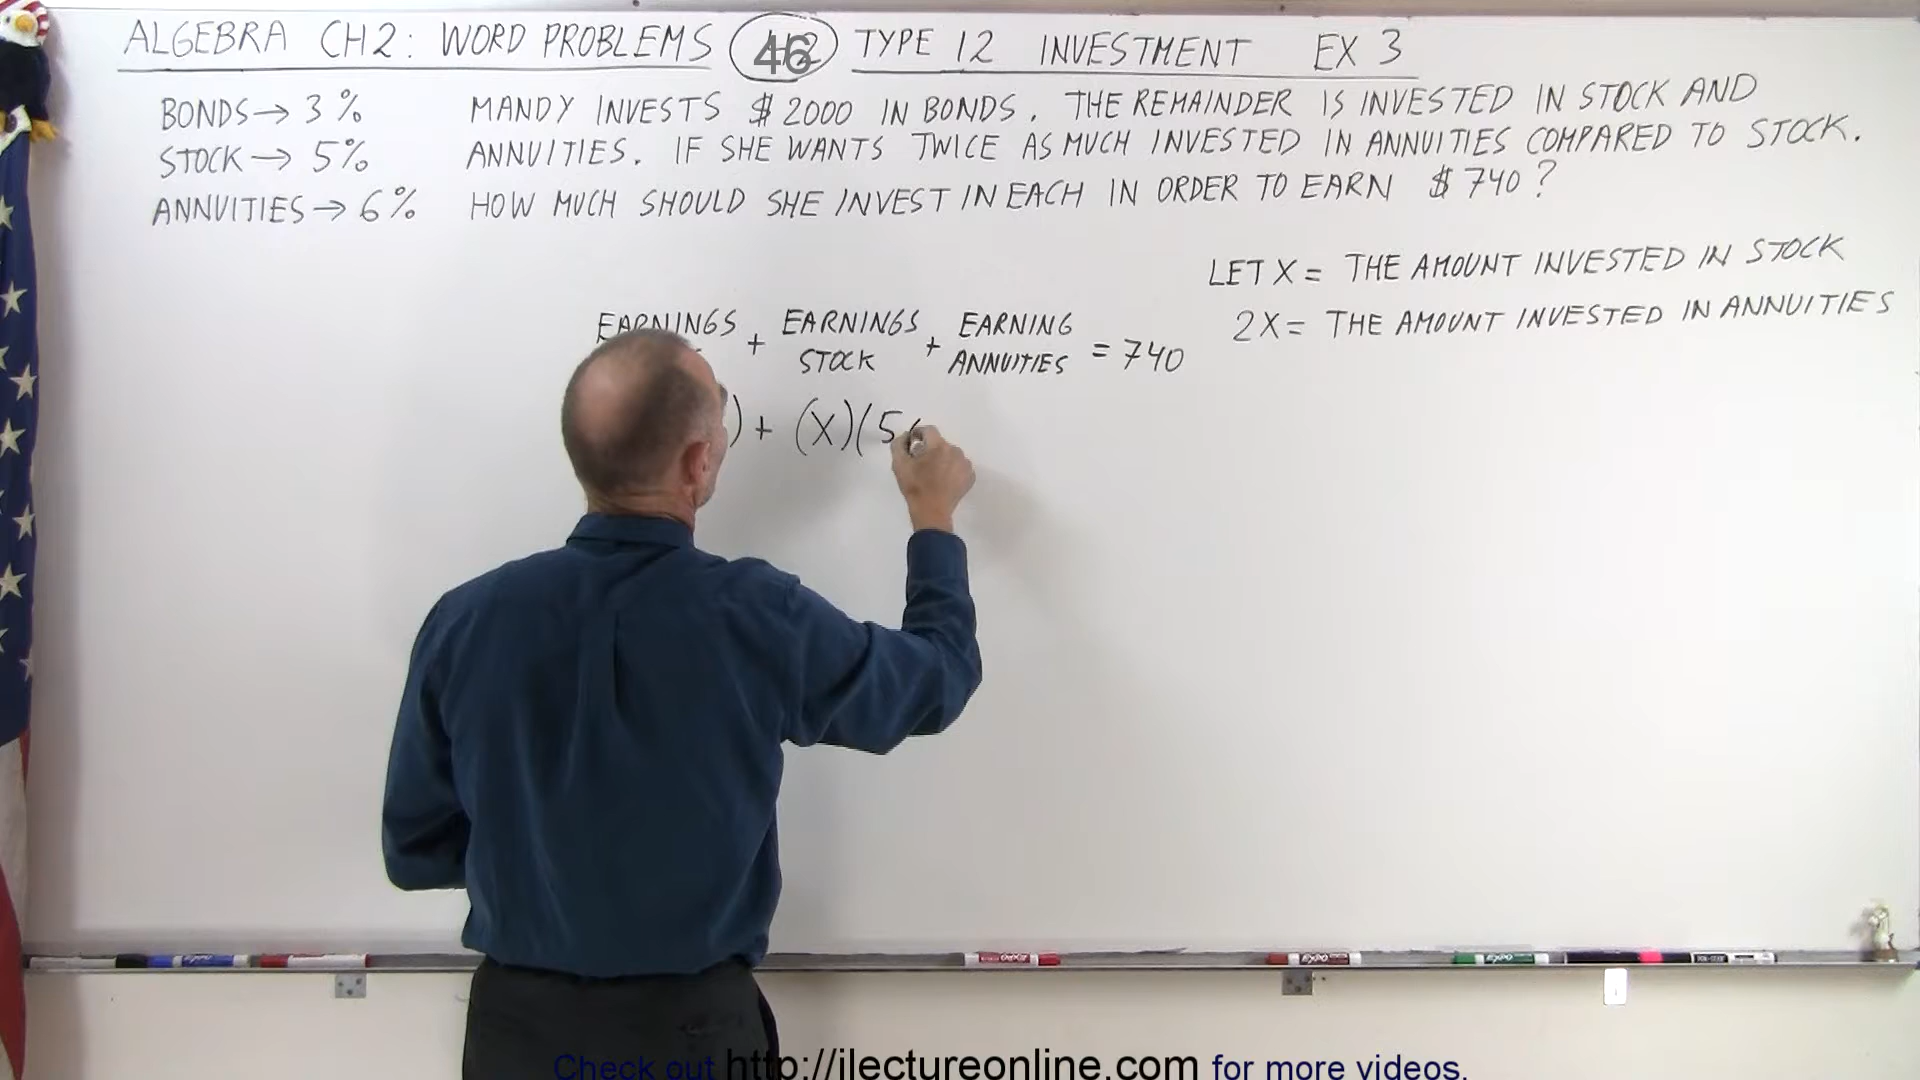 ALGEBRA CH2: WORD PROBLEMS 46 TYPE 12 INVESTMENT EX 3
BONDS → 3%
STOCK → 5%
ANNUITIES → 6%
MANDY INVESTS $2000 IN BONDS. THE REMAINDER IS INVESTED IN STOCK AND
ANNUITIES. IF SHE WANTS TWICE AS MUCH INVESTED IN ANNUITIES COMPARED TO STOCK.
HOW MUCH SHOULD SHE INVEST IN EACH IN ORDER TO EARN $740?
LET X = THE AMOUNT INVESTED IN STOCK
2X = THE AMOUNT INVESTED IN ANNUITIES
EARNINGS + EARNINGS STOCK + EARNING ANNUITIES = 740
) + (X)(5
Check out http://ilectureonline.com for more videos.